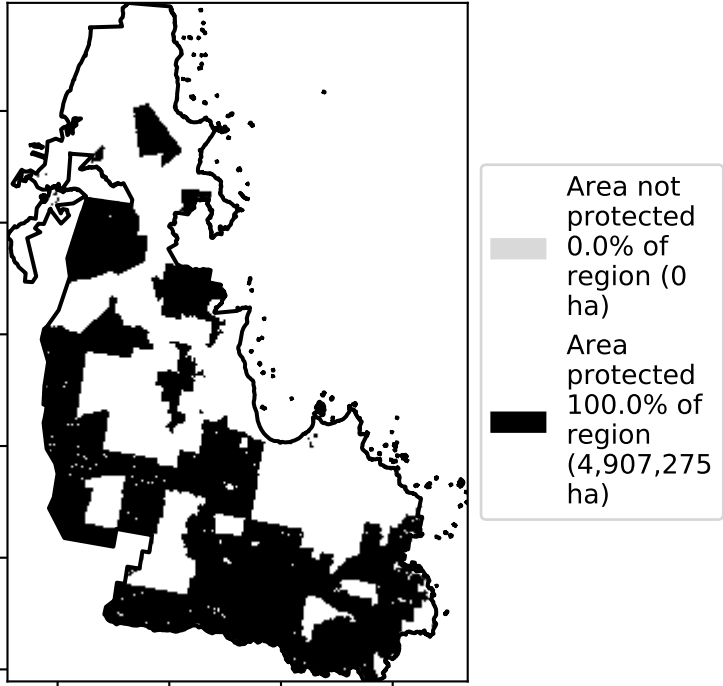 Area not
protected
0.0% of
region (0
ha)
Area
protected
100.0% of
region
(4,907,275
ha)